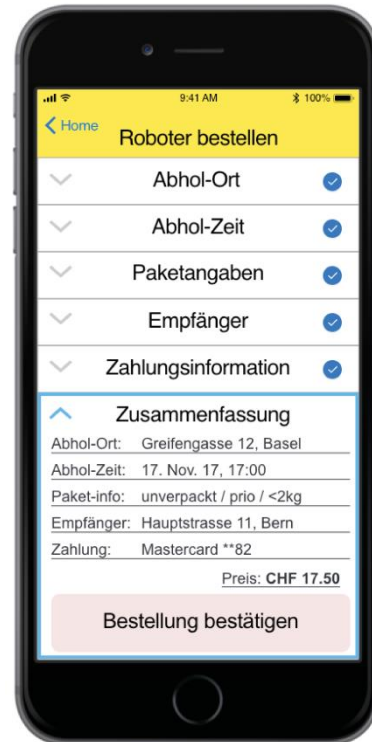 9:41 AM
100%
Home
Roboter bestellen
Abhol-Ort
Abhol-Zeit
Paketangaben
Empfänger
Zahlungsinformation
Zusammenfassung
Abhol-Ort: Greifengasse 12, Basel
Abhol-Zeit: 17. Nov. 17, 17:00
Paket-info: unverpackt / prio / <2kg
Empfänger: Hauptstrasse 11, Bern
Zahlung: Mastercard **82
Preis: CHF 17.50
Bestellung bestätigen